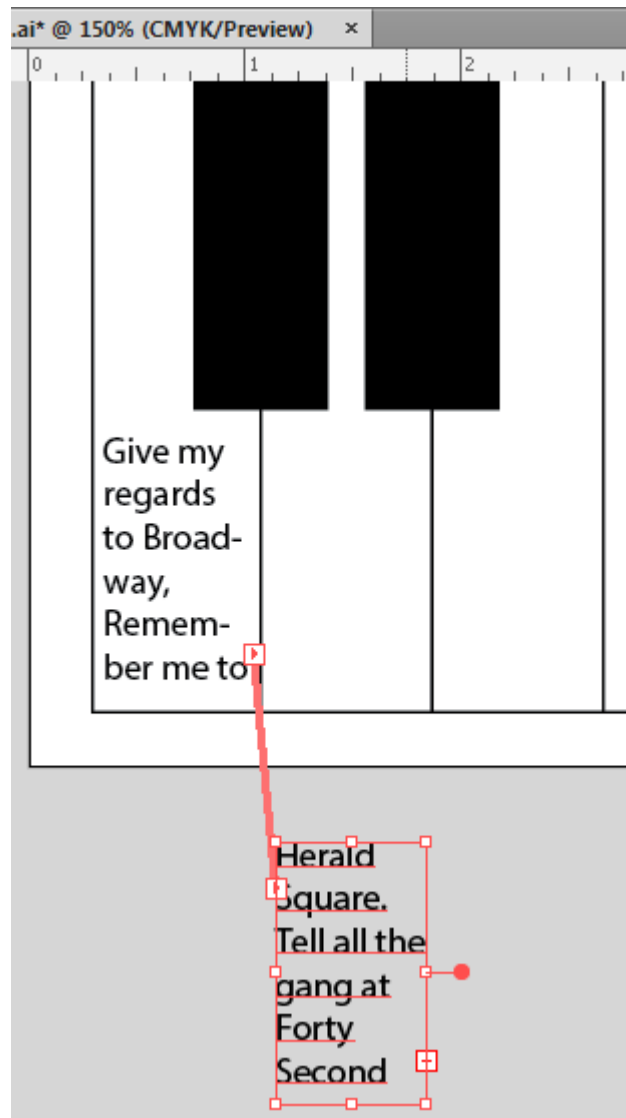 .ai* @ 150% (CMYK/Preview) ×
0 1 2
Give my
regards
to Broad-
way,
Remem-
ber me to
Herald
Square.
Tell all the
gang at
Forty
Second